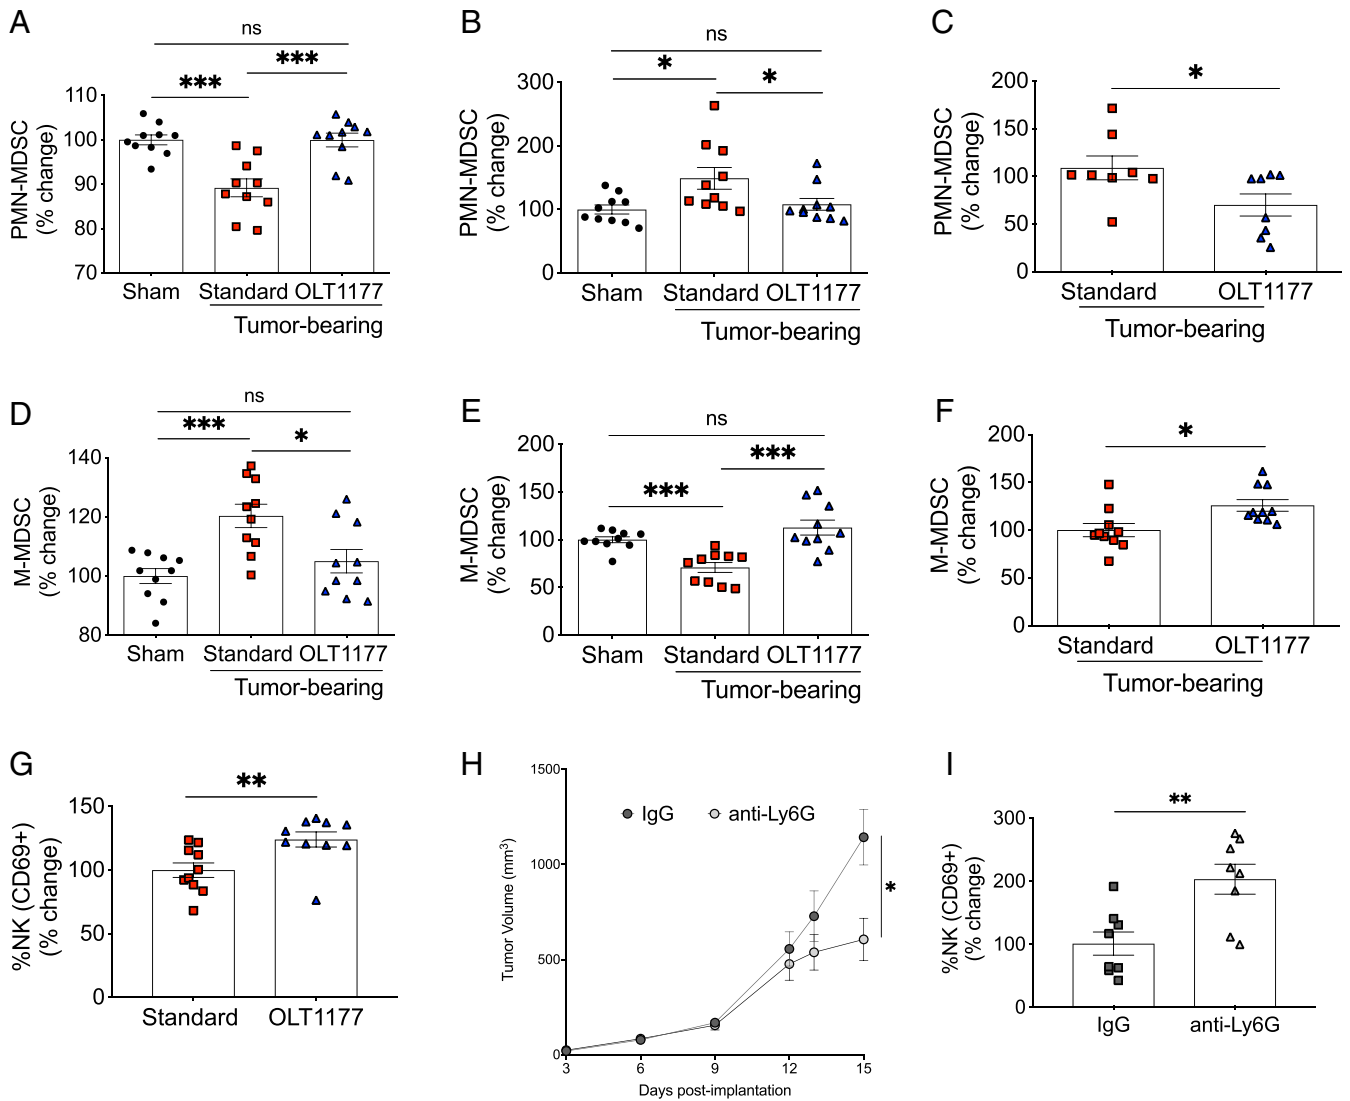 A
ns
***
***
PMN-MDSC
(% change)
110
100
90
80
70
Sham
Standard
OLT1177
Tumor-bearing
B
ns
*
*
PMN-MDSC
(% change)
300
200
100
0
Sham
Standard
OLT1177
Tumor-bearing
C
*
PMN-MDSC
(% change)
200
150
100
50
0
Standard
OLT1177
Tumor-bearing
D
ns
***
*
M-MDSC
(% change)
140
120
100
80
Sham
Standard
OLT1177
Tumor-bearing
E
ns
***
***
M-MDSC
(% change)
200
150
100
50
0
Sham
Standard
OLT1177
Tumor-bearing
F
*
M-MDSC
(% change)
200
150
100
50
0
Standard
OLT1177
Tumor-bearing
G
**
%NK (CD69+)
(% change)
150
100
50
0
Standard
OLT1177
H
IgG
anti-Ly6G
Tumor Volume (mm³)
1500
1000
500
0
3
6
9
12
15
Days post-implantation
*
I
**
%NK (CD69+)
(% change)
300
200
100
0
IgG
anti-Ly6G